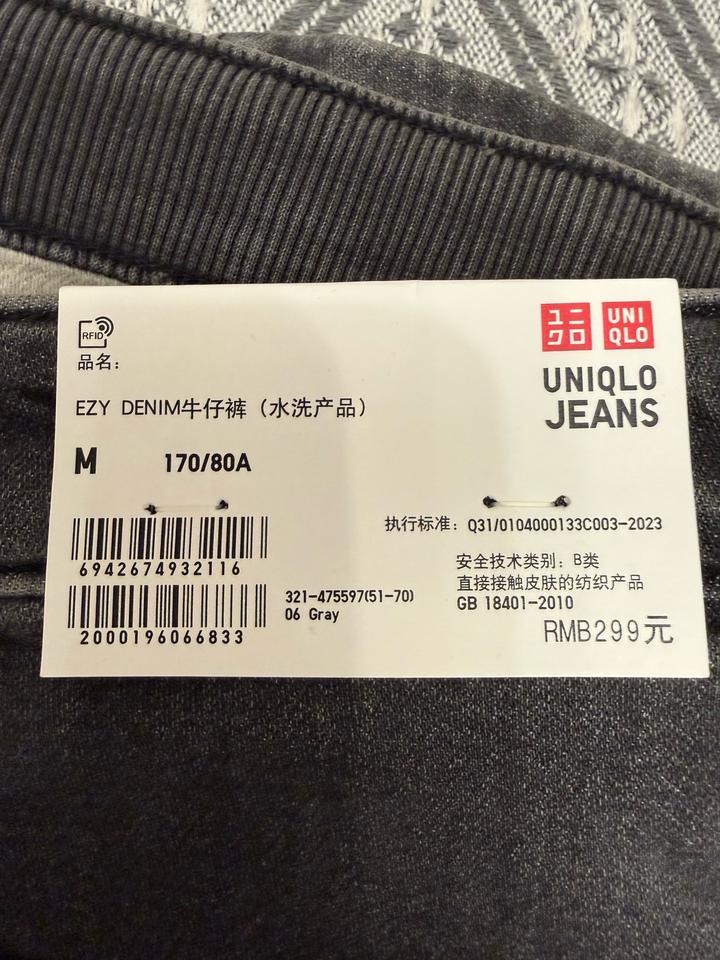 RFID
品名：
EZY DENIM牛仔裤（水洗产品）
M 170/80A
ユニクロ
UNIQLO
UNIQLO
JEANS
执行标准：Q31/0104000133C003-2023
安全技术类别：B类
直接接触皮肤的纺织产品
GB 18401-2010
RMB299元
6942674932116
2000196066833
321-475597(51-70)
06 Gray